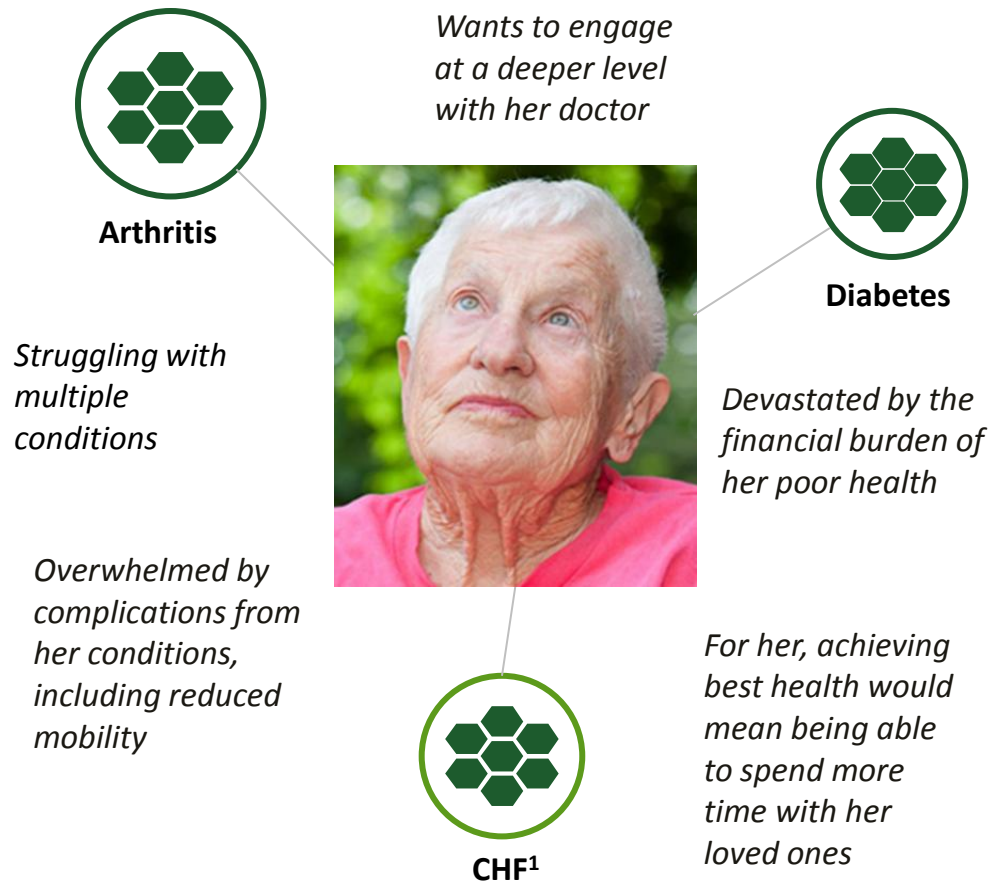 Wants to engage
at a deeper level
with her doctor
Arthritis
Diabetes
Struggling with
multiple
conditions
Devastated by the
financial burden of
her poor health
Overwhelmed by
complications from
her conditions,
including reduced
mobility
For her, achieving
best health would
mean being able
to spend more
time with her
loved ones
CHF¹